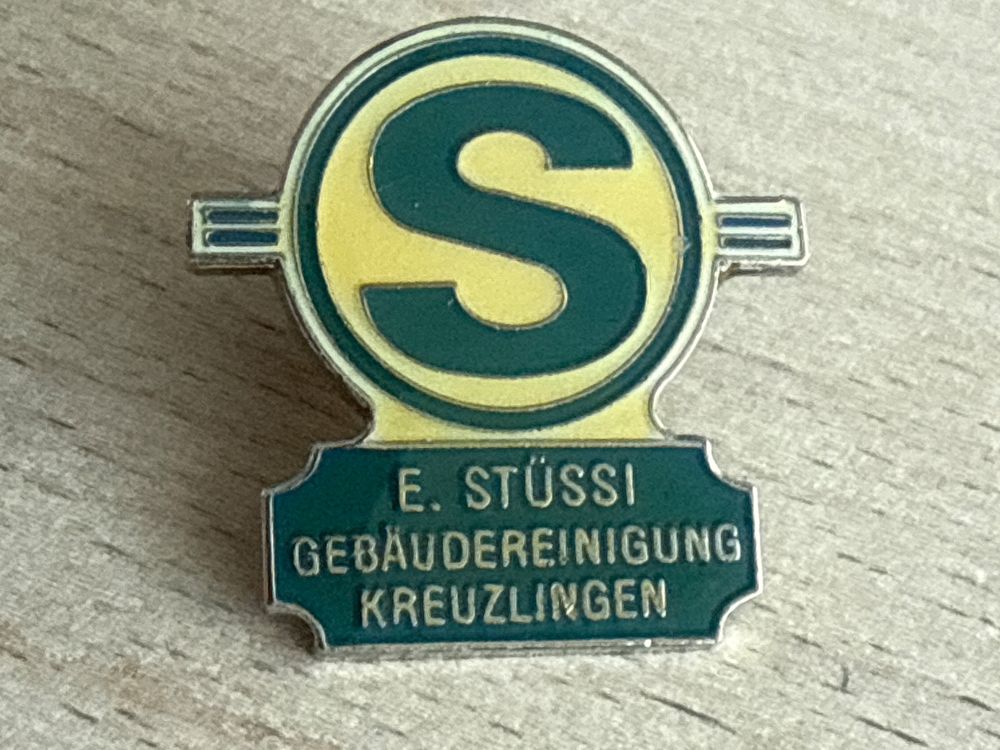 S
E. STÜSSI
GEBÄUDEREINIGUNG
KREUZLINGEN